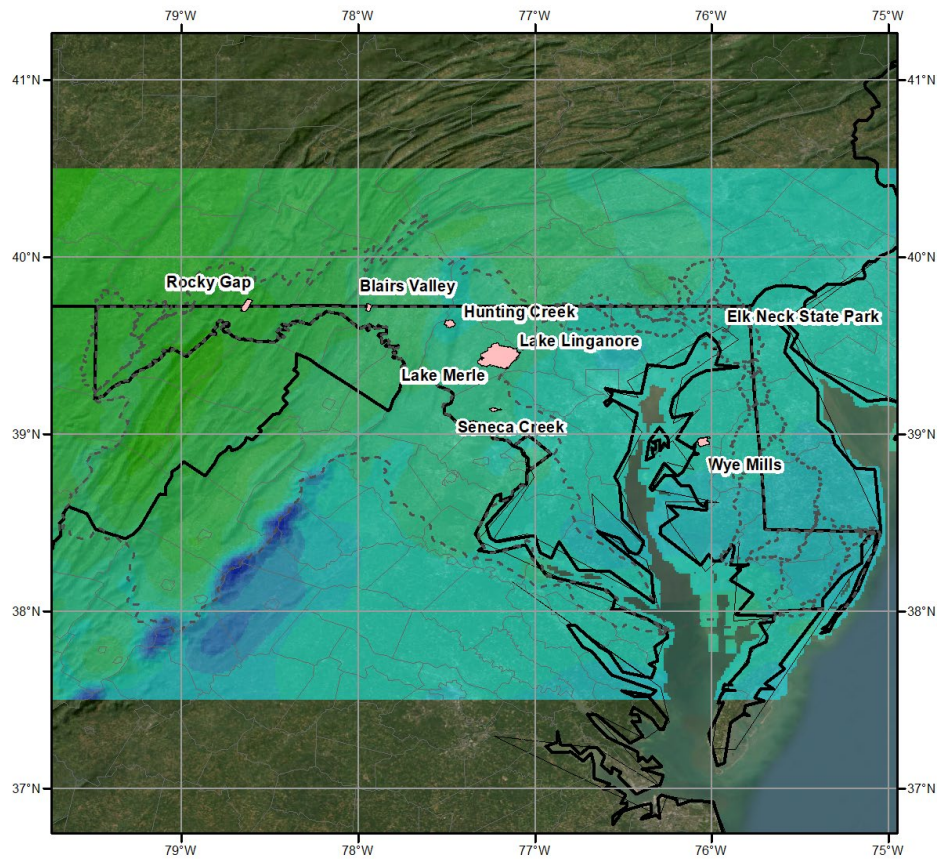 79°W 78°W 77°W 76°W 75°W
41°N 41°N
40°N 40°N
Rocky Gap
Blairs Valley
Hunting Creek
Elk Neck State Park
Lake Linganore
Lake Merle
39°N 39°N
Seneca Creek
Wye Mills
38°N 38°N
37°N 37°N
79°W 78°W 77°W 76°W 75°W